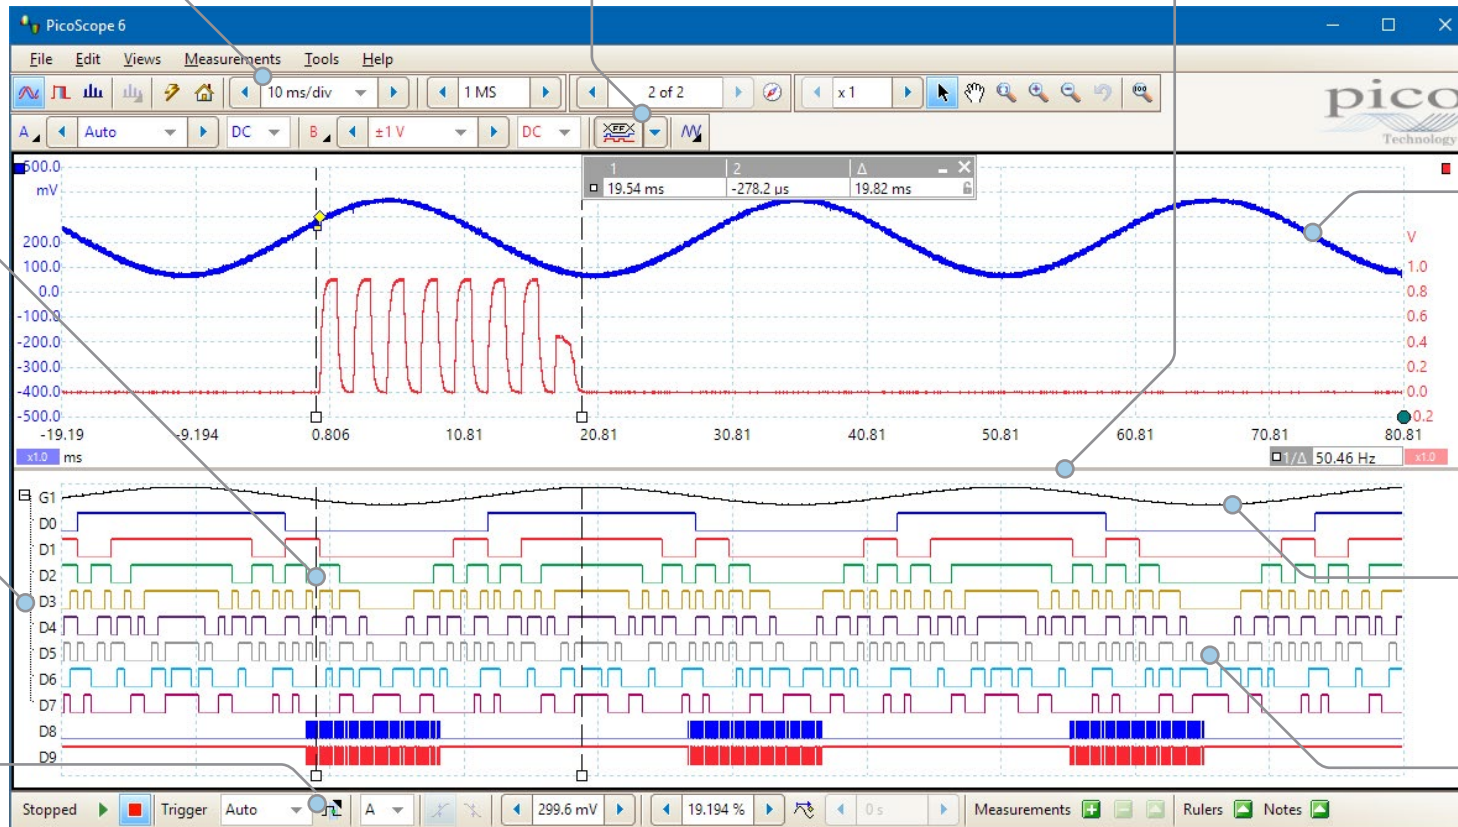 PicoScope 6
File Edit Views Measurements Tools Help
10 ms/div 1 MS 2 of 2 x 1
pico
Technology
A Auto DC B ±1 V DC
1 2 Δ
19.54 ms -278.2 µs 19.82 ms
500.0
mV
200.0
100.0
0.0
-100.0
-200.0
-300.0
-400.0
-500.0
V
1.0
0.8
0.6
0.4
0.2
0.0
0.2
-19.19 -9.194 0.806 10.81 20.81 30.81 40.81 50.81 60.81 70.81 80.81
x1.0 ms 1/Δ 50.46 Hz x1.0
G1
D0
D1
D2
D3
D4
D5
D6
D7
D8
D9
Stopped Trigger Auto A 299.6 mV 19.194 % 0 s Measurements Rulers Notes